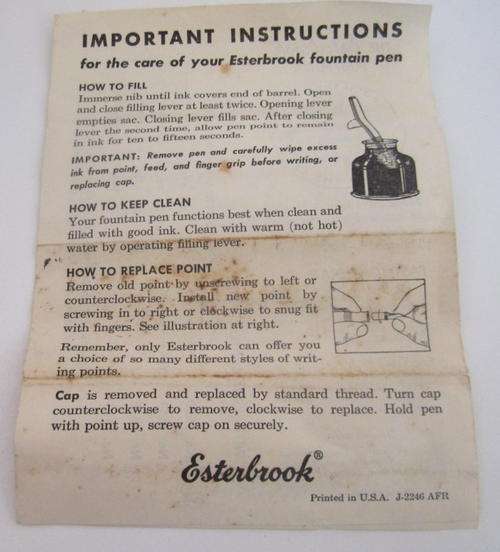 IMPORTANT INSTRUCTIONS
for the care of your Esterbrook fountain pen
HOW TO FILL
Immerse nib until ink covers end of barrel. Open
and close filling lever at least twice. Opening lever
empties sac. Closing lever fills sac. After closing
lever the second time, allow pen point to remain
in ink for ten to fifteen seconds.
IMPORTANT: Remove pen and carefully wipe excess
ink from point, feed, and finger grip before writing, or
replacing cap.
HOW TO KEEP CLEAN
Your fountain pen functions best when clean and
filled with good ink. Clean with warm (not hot)
water by operating filling lever.
HOW TO REPLACE POINT
Remove old point by unscrewing to left or
counterclockwise. Install new point by
screwing in to right or clockwise to snug fit
with fingers. See illustration at right.
Remember, only Esterbrook can offer you
a choice of so many different styles of writ-
ing points.
Cap is removed and replaced by standard thread. Turn cap
counterclockwise to remove, clockwise to replace. Hold pen
with point up, screw cap on securely.
Esterbrook®
Printed in U.S.A. J-2246 AFR